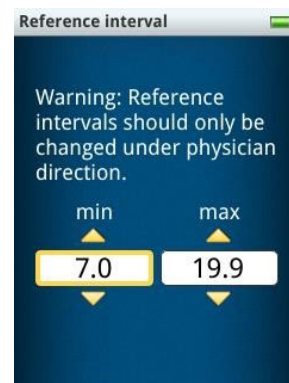 Reference interval
Warning: Reference
intervals should only be
changed under physician
direction.
min max
7.0 19.9